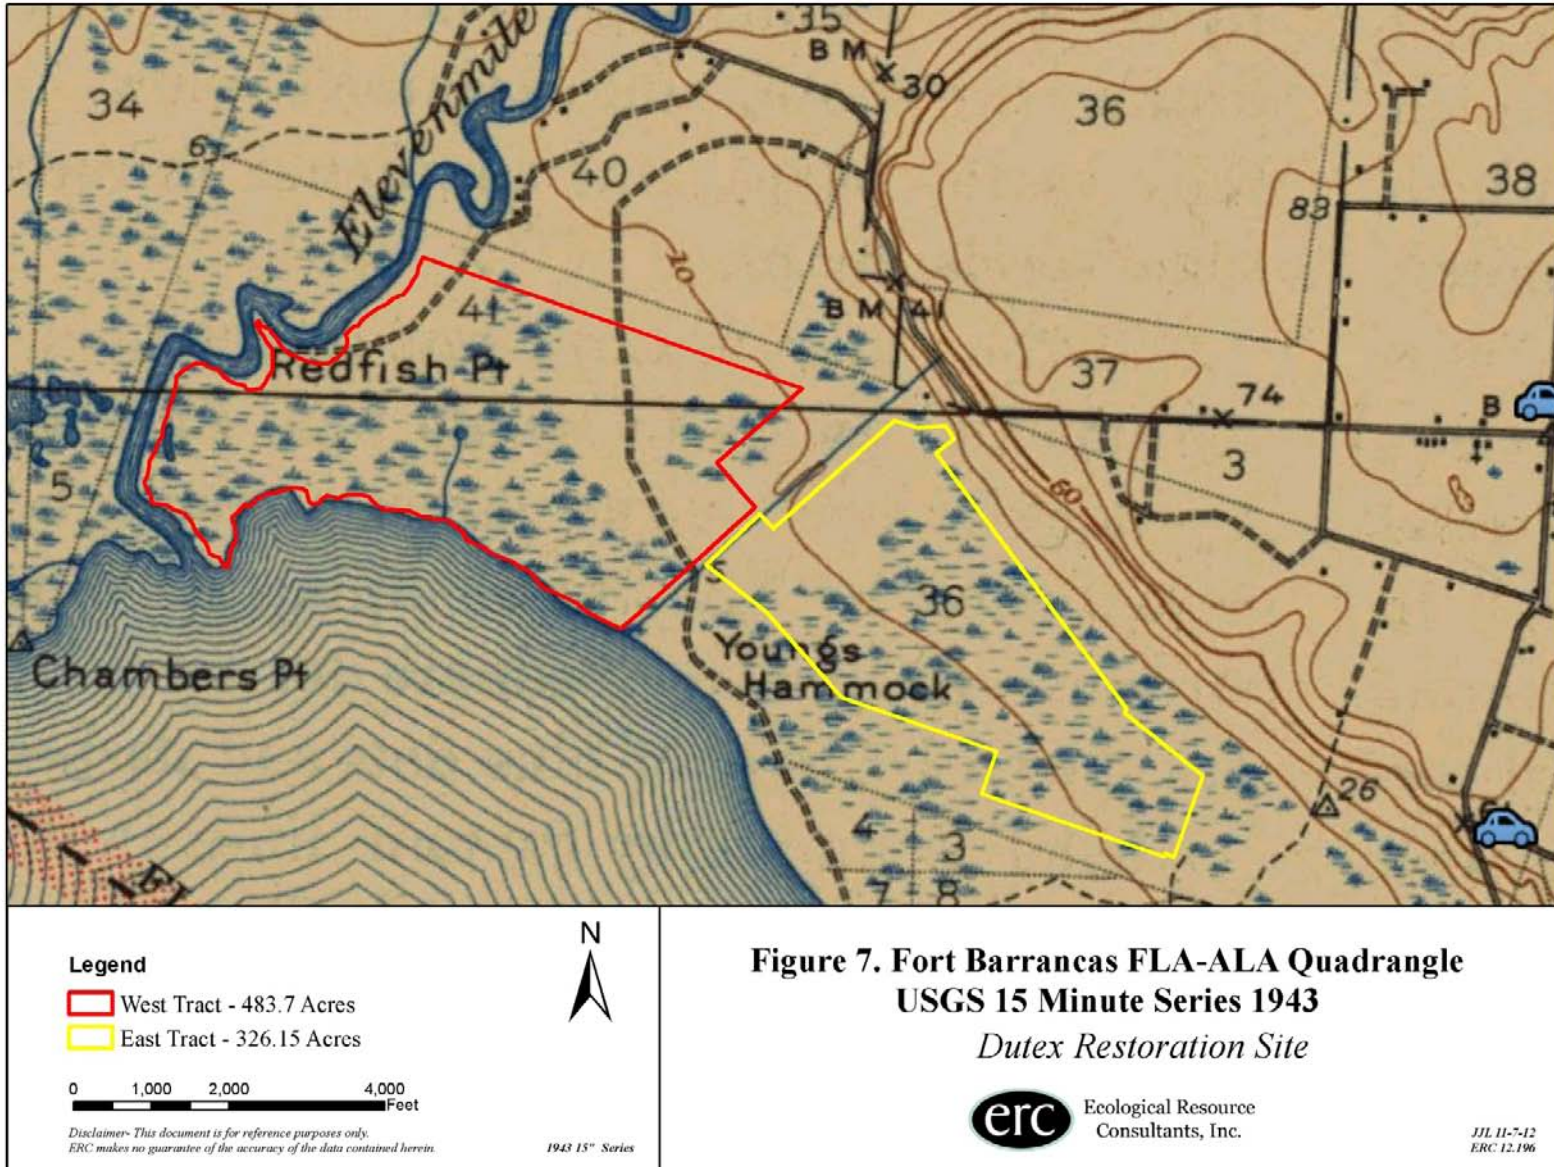 35
B M
30
34
36
Elevenmile
6
40
38
83
10
41
B M 41
Redfish Pt
37
74
B
5
3
60
36
Youngs
Hammock
Chambers Pt
26
4
3
7
8
Legend
West Tract - 483.7 Acres
East Tract - 326.15 Acres
0 1,000 2,000 4,000
Feet
Disclaimer- This document is for reference purposes only.
ERC makes no guarantee of the accuracy of the data contained herein.
1943 15" Series
N
Figure 7. Fort Barrancas FLA-ALA Quadrangle
USGS 15 Minute Series 1943
Dutex Restoration Site
erc
Ecological Resource
Consultants, Inc.
JJL 11-7-12
ERC 12.196